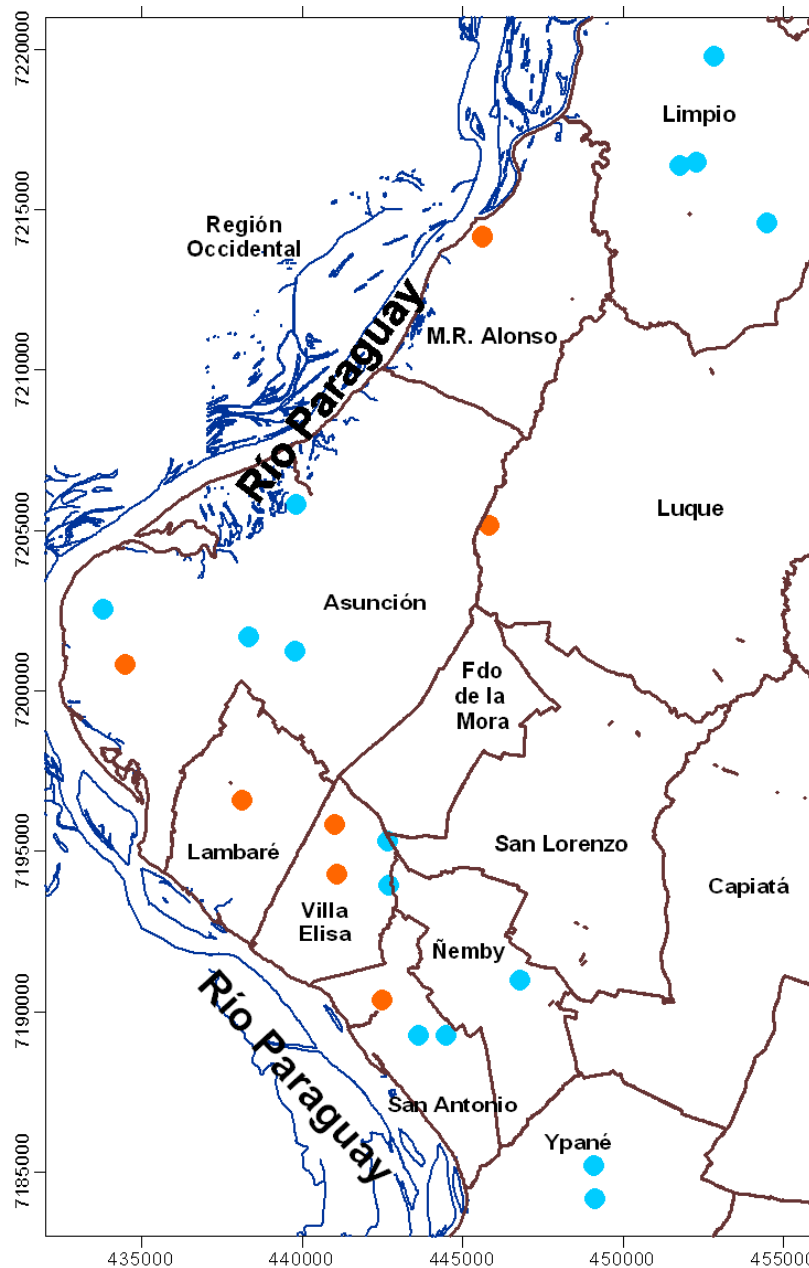 7220000
Limpio
7215000
Región
Occidental
M.R. Alonso
7210000
Río Paraguay
Luque
7205000
Asunción
Fdo
de la
Mora
7200000
7195000
Lambaré
San Lorenzo
Capiatá
Villa
Elisa
Ñemby
7190000
Río Paraguay
San Antonio
Ypané
7185000
435000
440000
445000
450000
455000